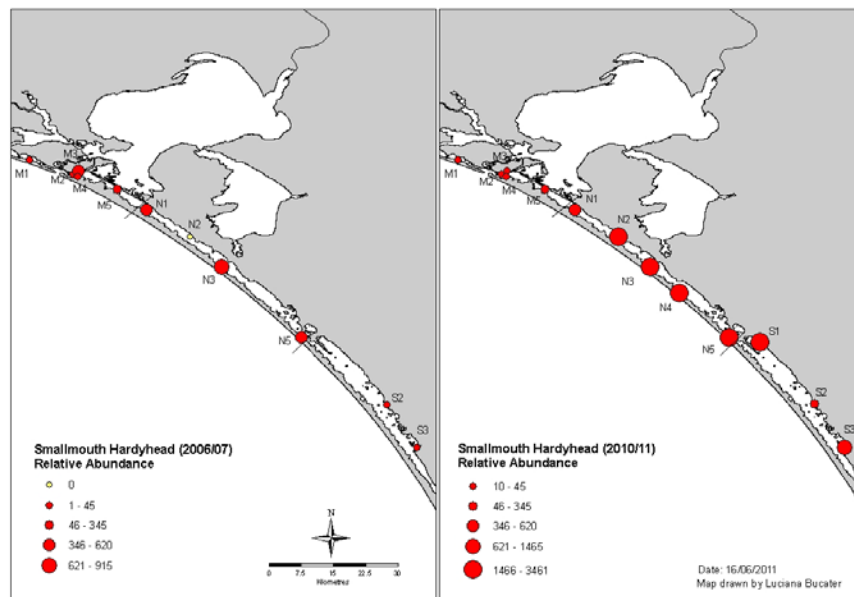 M1
M2
M3
M4
M5
N1
N2
N3
N5
S2
S3
Smallmouth Hardyhead (2006/07)
Relative Abundance
0
1 - 45
46 - 345
346 - 620
621 - 915
N
0 7.5 15 22.5 30
Kilometres
M1
M2
M3
M4
M5
N1
N2
N3
N4
N5
S1
S2
S3
Smallmouth Hardyhead (2010/11)
Relative Abundance
10 - 45
46 - 345
346 - 620
621 - 1465
1466 - 3461
Date: 16/06/2011
Map drawn by Luciana Bucater